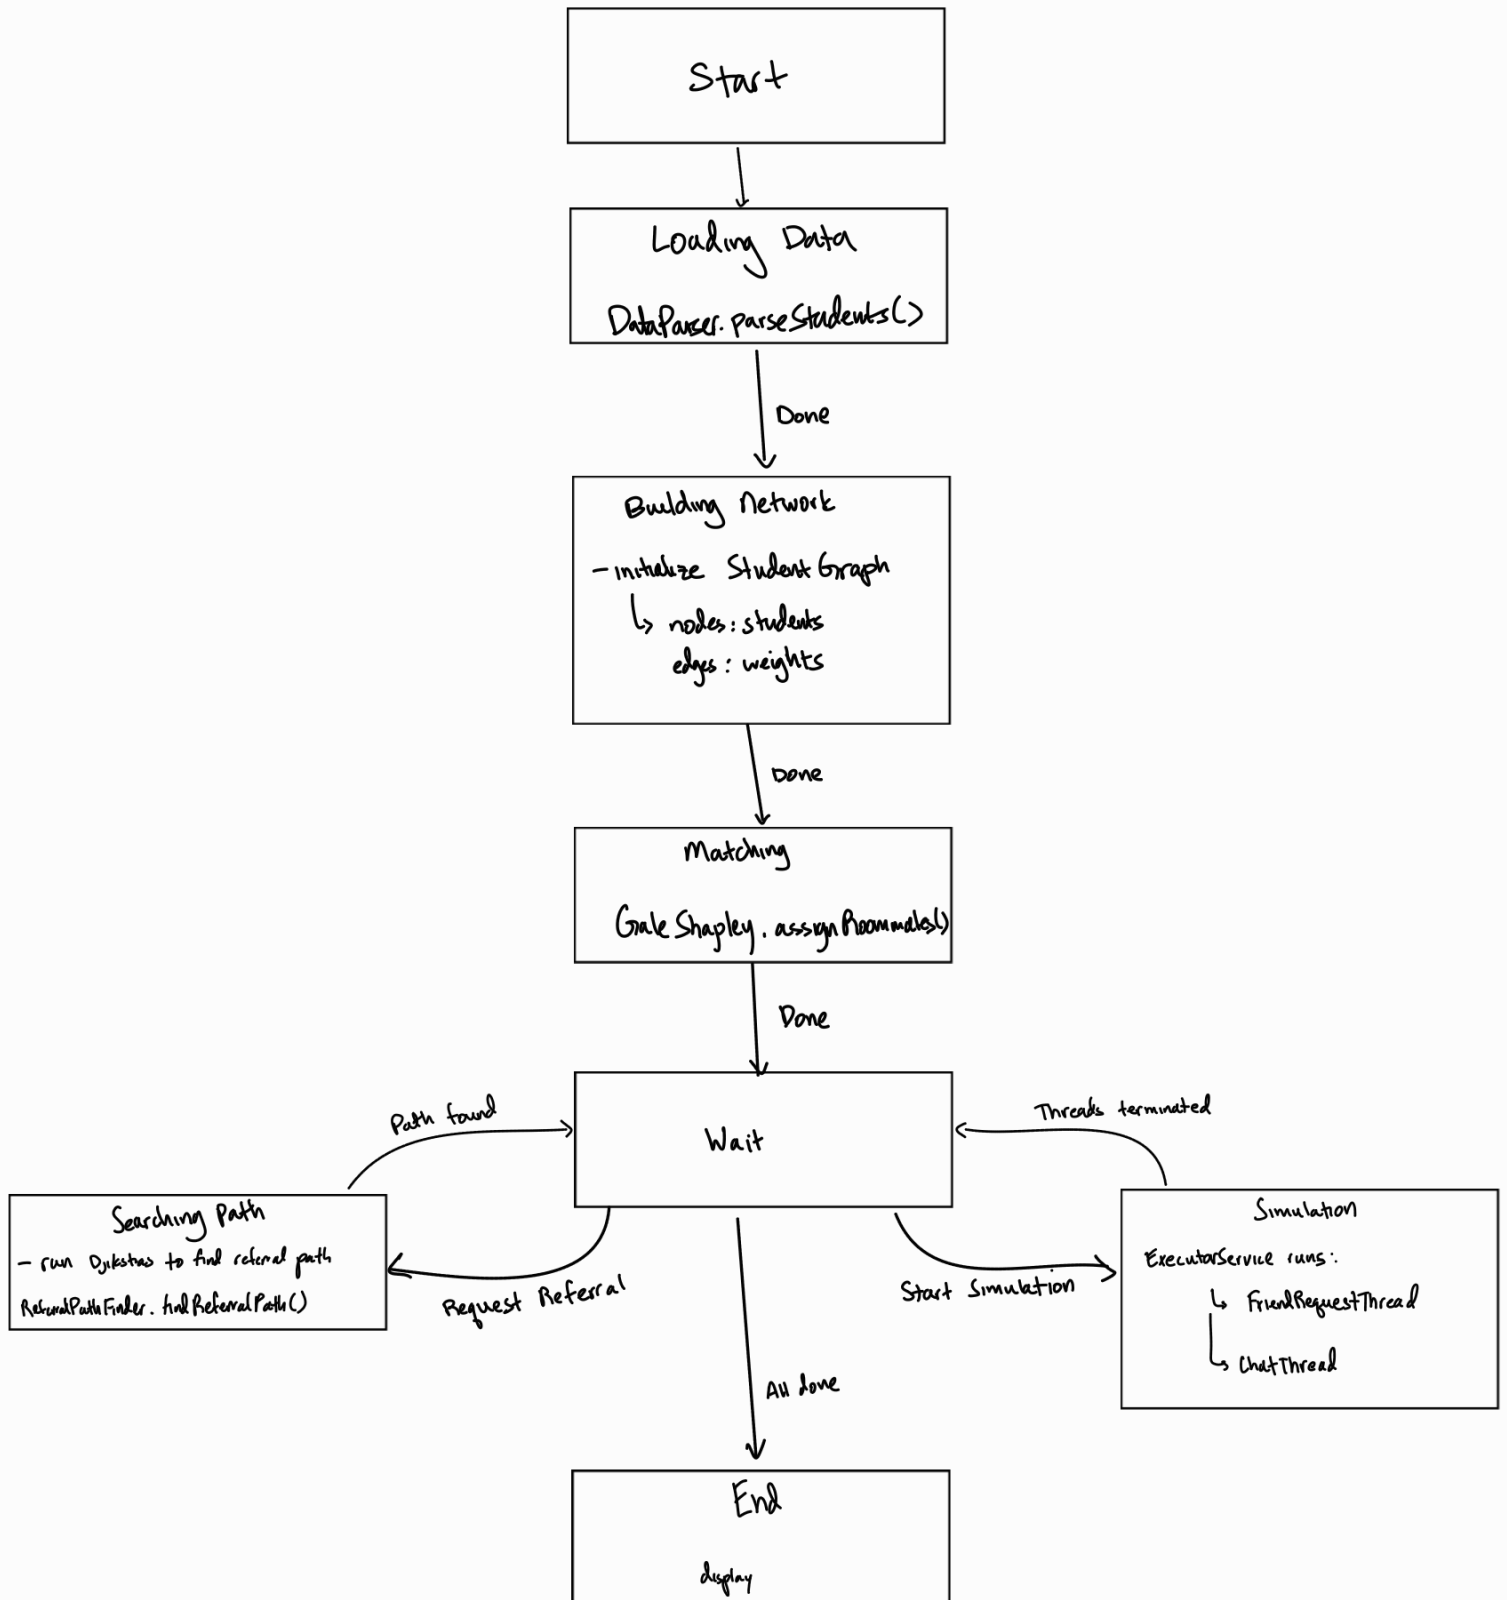 Start
Loading Data
DataParser.parseStudents()
Done
Building Network
- initialize StudentGraph
↳ nodes: students
edges: weights
Done
Matching
GaleShapley.assignRoommates()
Done
Path found
Threads terminated
Wait
Searching Path
- run Djikstras to find referral path
ReferralPathFinder.findReferralPath()
Request Referral
Start Simulation
Simulation
ExecutorService runs:
↳ FriendRequestThread
↳ ChatThread
All done
End
display